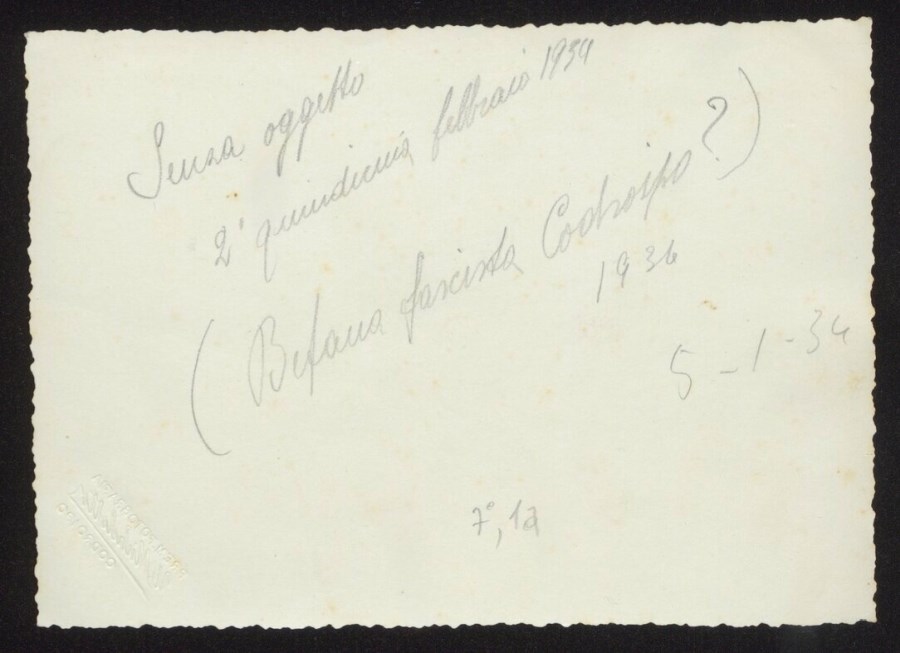 Senza oggetto
2ª quindicina febbraio 1934
(Befana fascista Codroipo?)
1936
5-1-34
7°, 1a